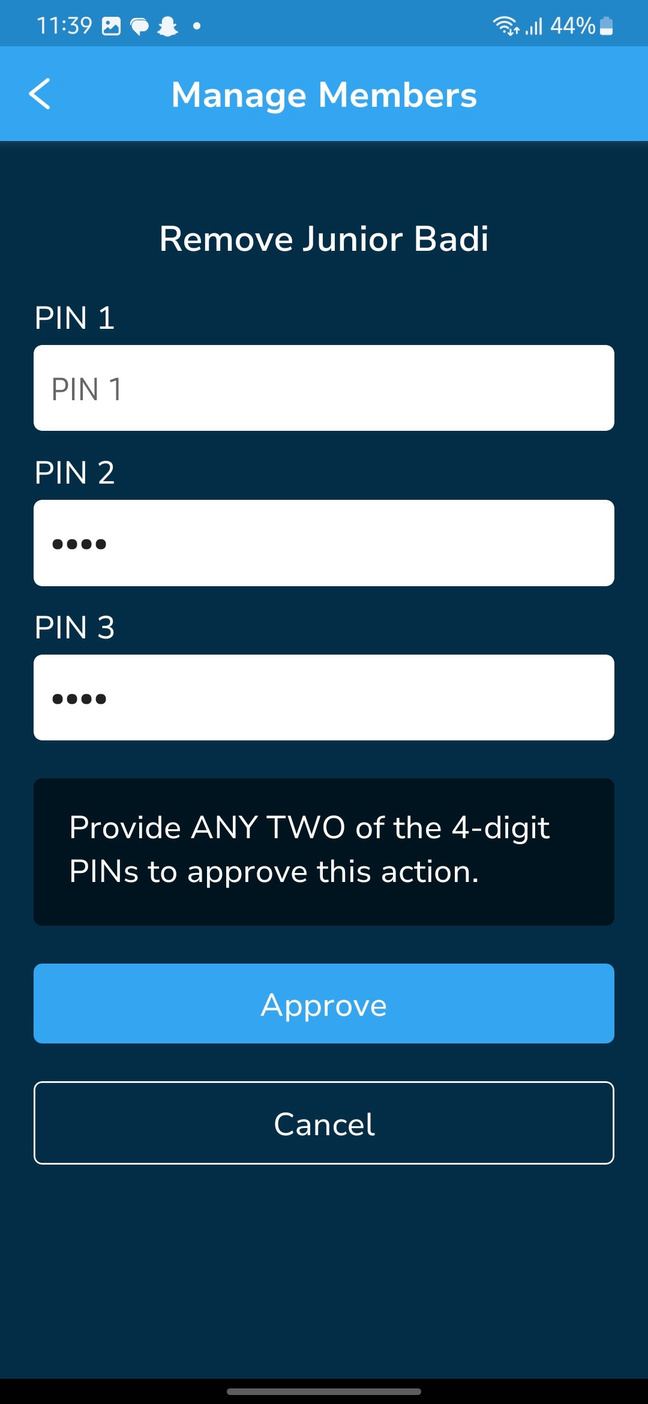 11:39 44%
Manage Members
Remove Junior Badi
PIN 1
PIN 1
PIN 2
••••
PIN 3
••••
Provide ANY TWO of the 4-digit
PINs to approve this action.
Approve
Cancel